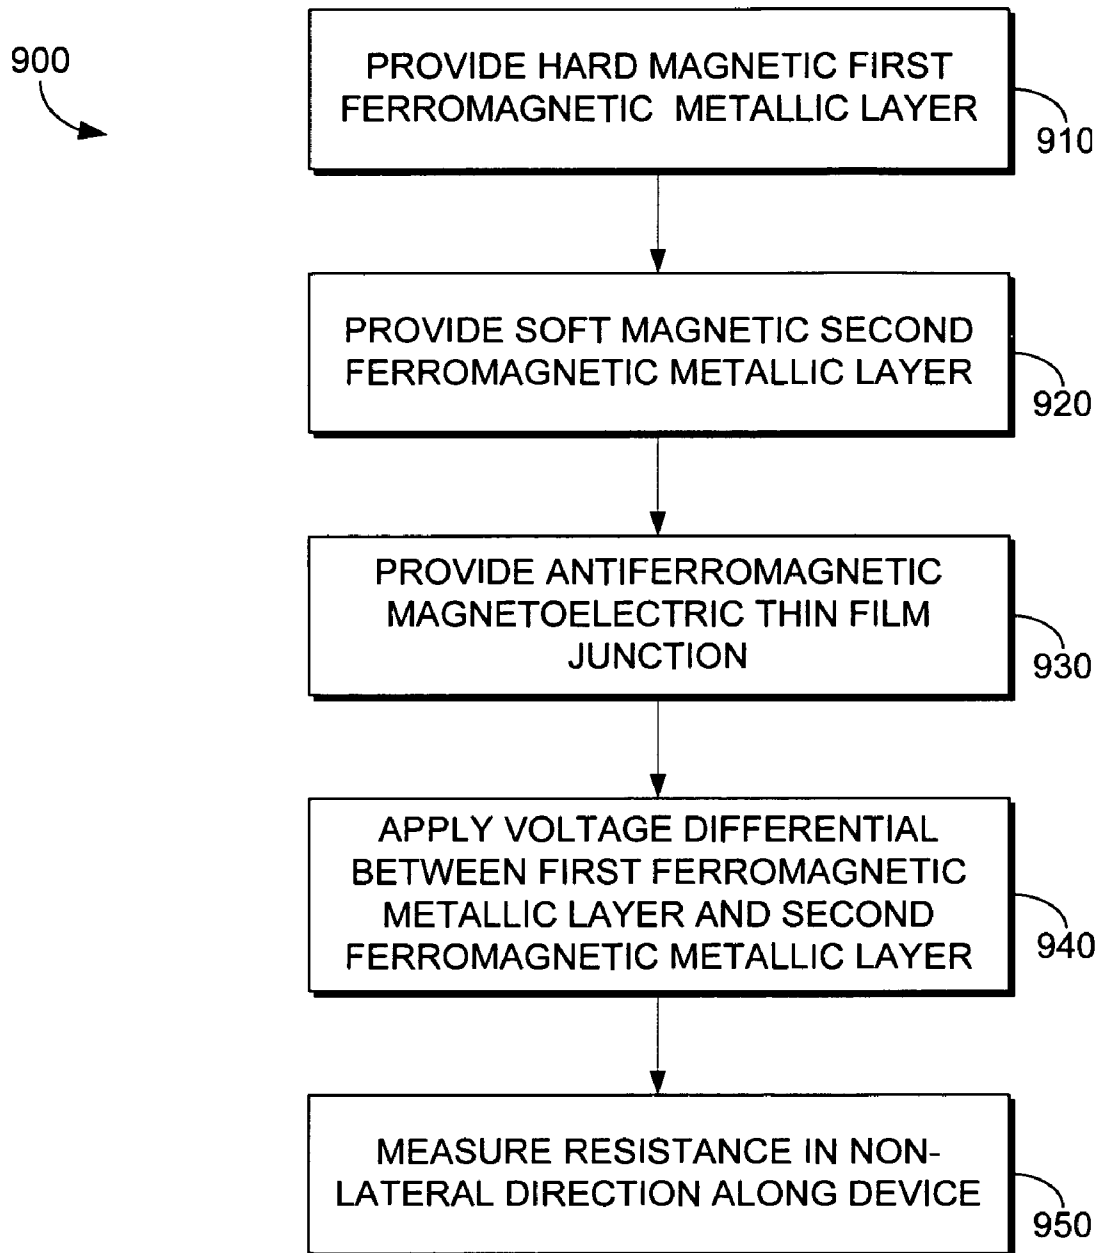 900
PROVIDE HARD MAGNETIC FIRST
FERROMAGNETIC METALLIC LAYER
910
PROVIDE SOFT MAGNETIC SECOND
FERROMAGNETIC METALLIC LAYER
920
PROVIDE ANTIFERROMAGNETIC
MAGNETOELECTRIC THIN FILM
JUNCTION
930
APPLY VOLTAGE DIFFERENTIAL
BETWEEN FIRST FERROMAGNETIC
METALLIC LAYER AND SECOND
FERROMAGNETIC METALLIC LAYER
940
MEASURE RESISTANCE IN NON-
LATERAL DIRECTION ALONG DEVICE
950